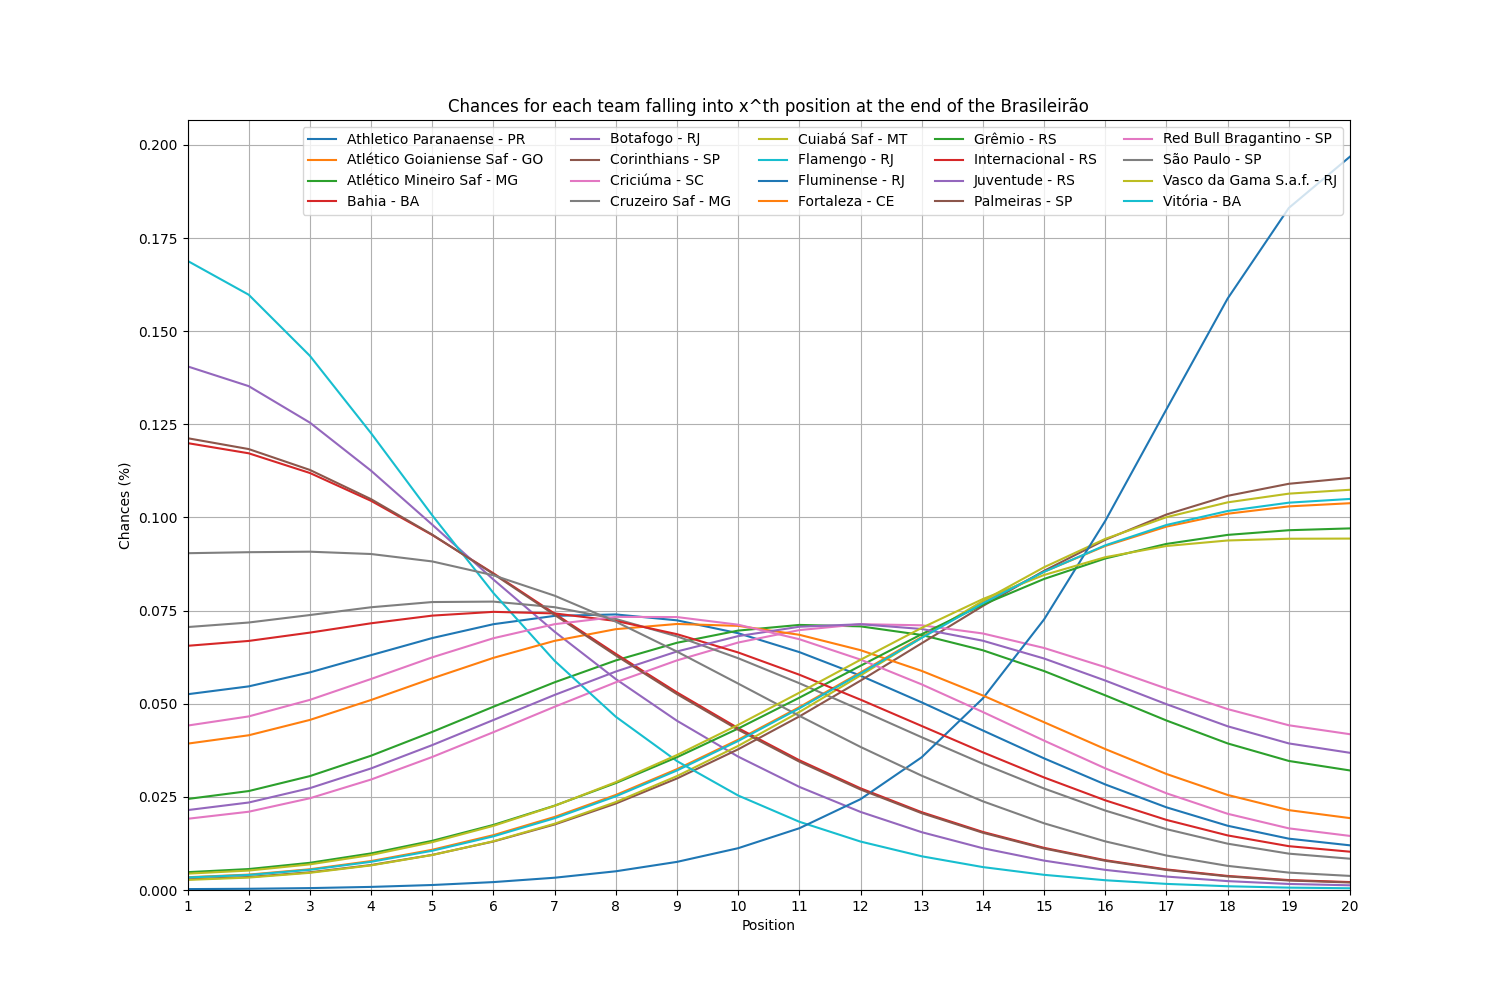 Chances for each team falling into x^th position at the end of the Brasileirão
Athletico Paranaense - PR
Atlético Goianiense Saf - GO
Atlético Mineiro Saf - MG
Bahia - BA
Botafogo - RJ
Corinthians - SP
Criciúma - SC
Cruzeiro Saf - MG
Cuiabá Saf - MT
Flamengo - RJ
Fluminense - RJ
Fortaleza - CE
Grêmio - RS
Internacional - RS
Juventude - RS
Palmeiras - SP
Red Bull Bragantino - SP
São Paulo - SP
Vasco da Gama S.a.f. - RJ
Vitória - BA
Chances (%)
0.200
0.175
0.150
0.125
0.100
0.075
0.050
0.025
0.000
1 2 3 4 5 6 7 8 9 10 11 12 13 14 15 16 17 18 19 20
Position